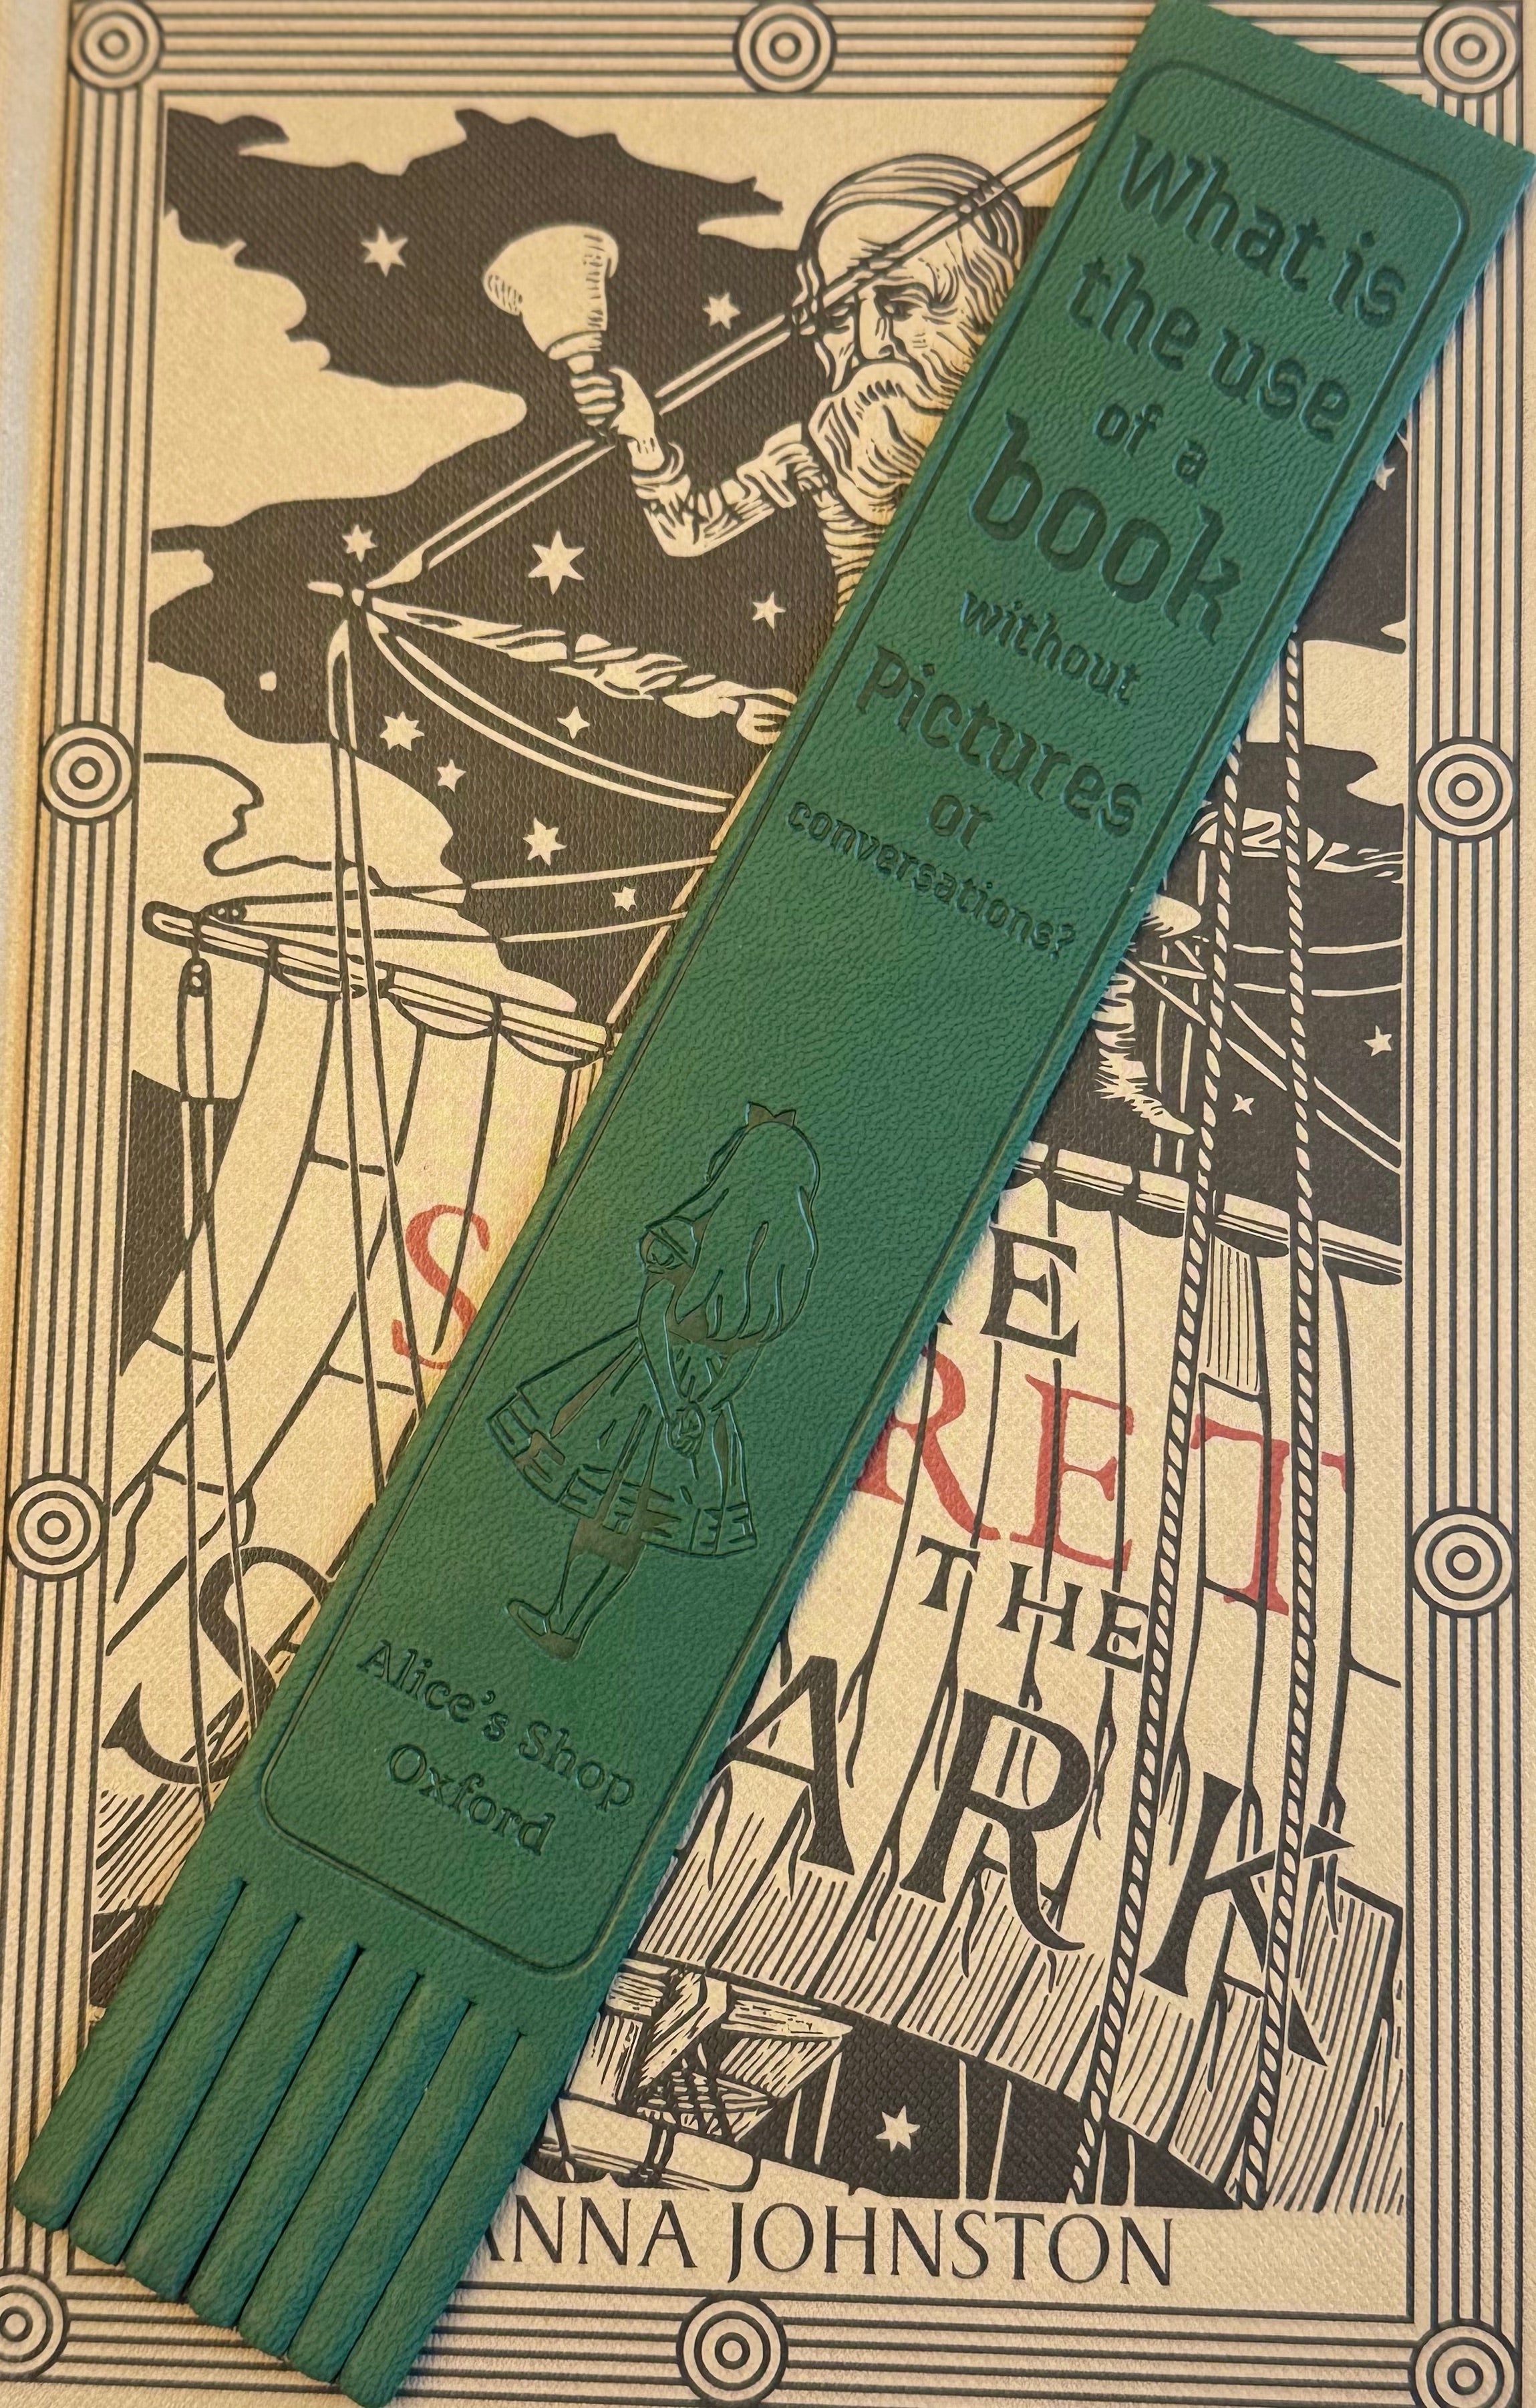 What is
the use
of a
book
without
Pictures
or
conversations?
Alice's Shop
Oxford
E
S RET
THE
S ARK
ANNA JOHNSTON